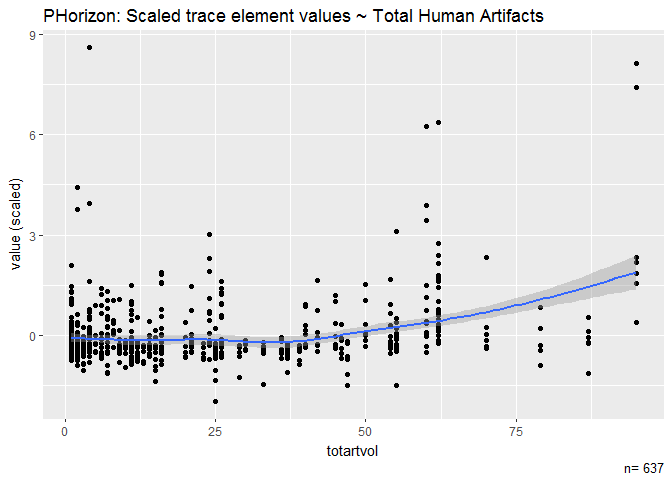 PHorizon: Scaled trace element values ~ Total Human Artifacts
9
6
3
0
value (scaled)
0 25 50 75
totartvol
n= 637